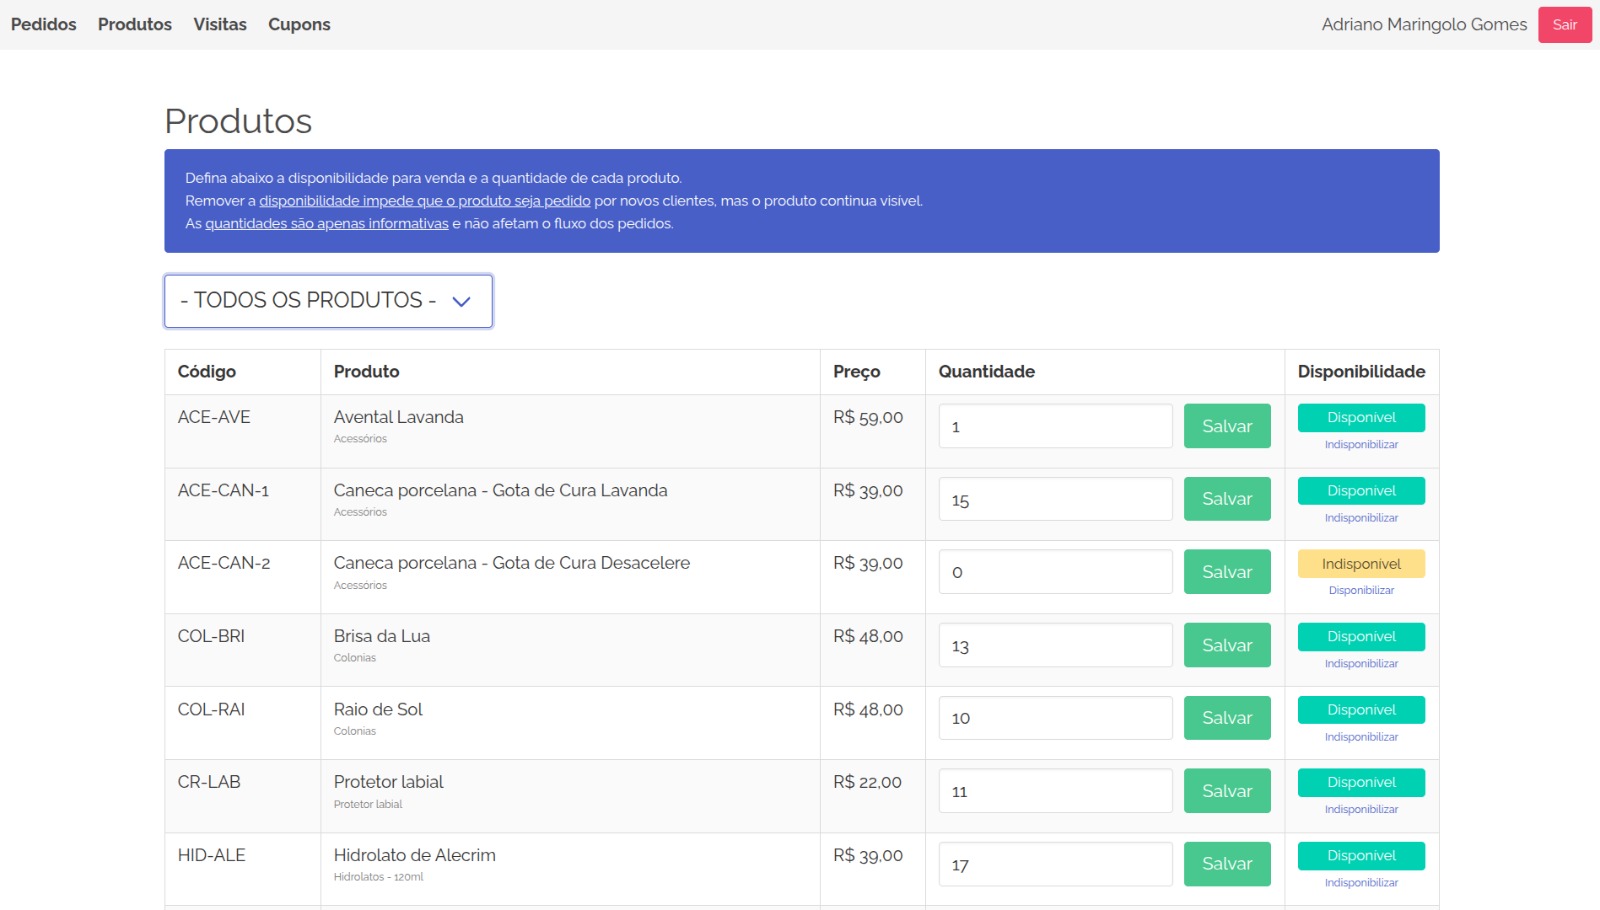 Pedidos Produtos Visitas Cupons Adriano Maringolo Gomes Sair
Produtos
Defina abaixo a disponibilidade para venda e a quantidade de cada produto.
Remover a disponibilidade impede que o produto seja pedido por novos clientes, mas o produto continua visível.
As quantidades são apenas informativas e não afetam o fluxo dos pedidos.
- TODOS OS PRODUTOS -
Código Produto Preço Quantidade Disponibilidade
ACE-AVE Avental Lavanda R$ 59,00 1 Salvar Disponível
Acessórios Indisponibilizar
ACE-CAN-1 Caneca porcelana - Gota de Cura Lavanda R$ 39,00 15 Salvar Disponível
Acessórios Indisponibilizar
ACE-CAN-2 Caneca porcelana - Gota de Cura Desacelere R$ 39,00 0 Salvar Indisponível
Acessórios Disponibilizar
COL-BRI Brisa da Lua R$ 48,00 13 Salvar Disponível
Colonias Indisponibilizar
COL-RAI Raio de Sol R$ 48,00 10 Salvar Disponível
Colonias Indisponibilizar
CR-LAB Protetor labial R$ 22,00 11 Salvar Disponível
Protetor labial Indisponibilizar
HID-ALE Hidrolato de Alecrim R$ 39,00 17 Salvar Disponível
Hidrolatos - 120ml Indisponibilizar